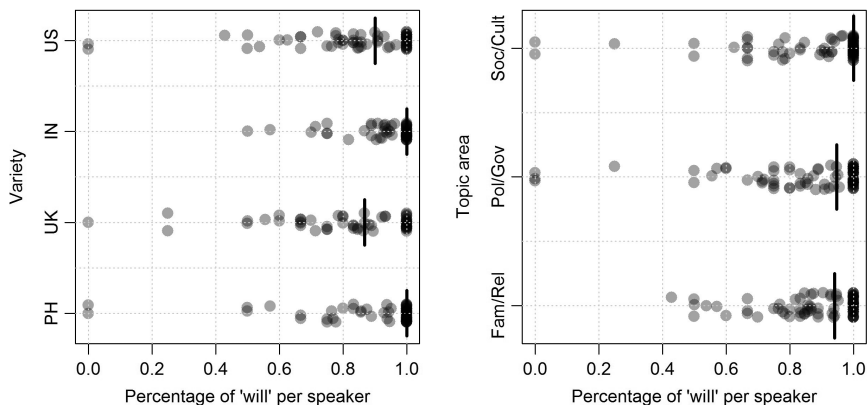 Variety
US
IN
UK
PH
0.0 0.2 0.4 0.6 0.8 1.0
Percentage of 'will' per speaker
Topic area
Soc/Cult
Pol/Gov
Fam/Rel
0.0 0.2 0.4 0.6 0.8 1.0
Percentage of 'will' per speaker